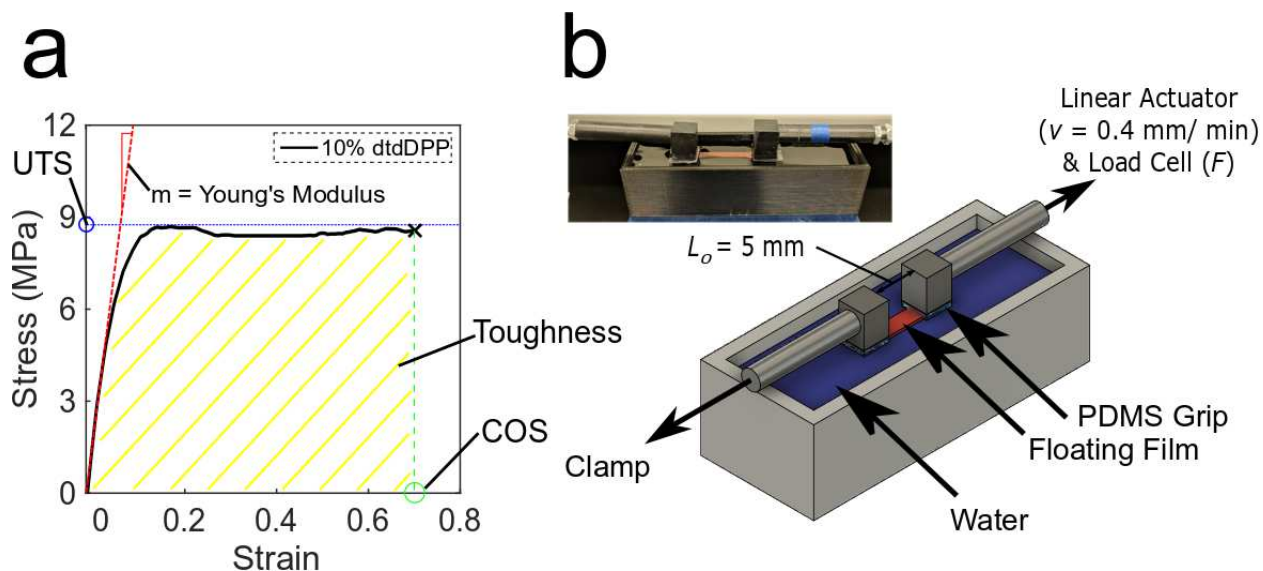 a
12
9
6
3
0
UTS
Stress (MPa)
10% dtdDPP
m = Young's Modulus
Toughness
COS
0
0.2
0.4
0.6
0.8
Strain
b
Linear Actuator
(v = 0.4 mm/ min)
& Load Cell (F)
Lo = 5 mm
PDMS Grip
Floating Film
Clamp
Water